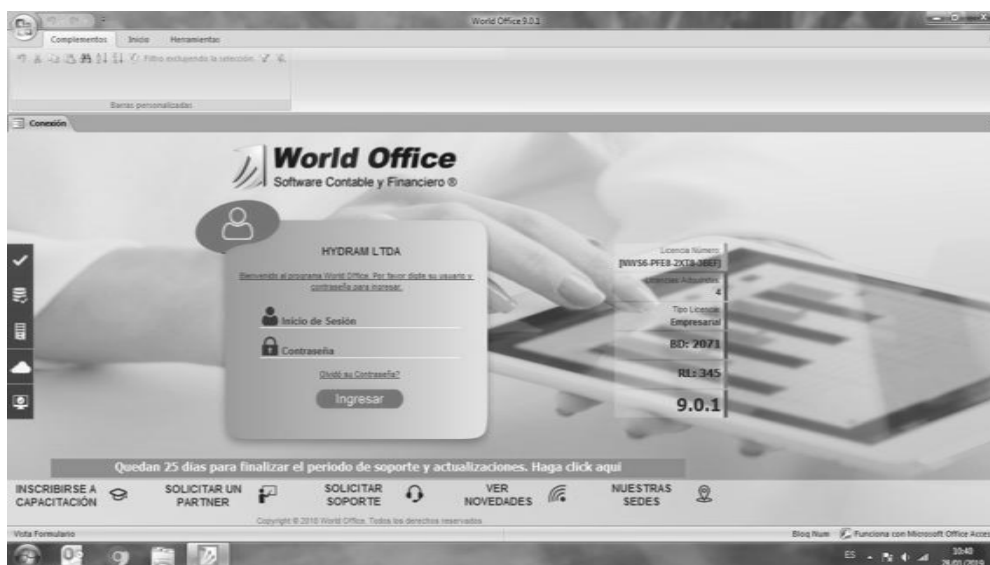 World Office 9.0.1
Complementos Inicio Herramientas
Filtro excluyendo la selección
Barras personalizadas
Conexión
World Office
Software Contable y Financiero ®
HYDRAM LTDA
Bienvenido al programa World Office. Por favor digite su usuario y
contraseña para ingresar.
Inicio de Sesión
Contraseña
Olvidó su Contraseña?
Ingresar
Licencia Número:
Licencias Adquiridas:
4
Tipo Licencia:
Empresarial
BD: 2071
RL: 345
9.0.1
Quedan 25 días para finalizar el periodo de soporte y actualizaciones. Haga click aquí
INSCRIBIRSE A
CAPACITACIÓN
SOLICITAR UN
PARTNER
SOLICITAR
SOPORTE
VER
NOVEDADES
NUESTRAS
SEDES
Copyright © 2018 World Office. Todos los derechos reservados
Vista Formulario
Bloq Num Funciona con Microsoft Office Acces
ES
10:40
28/01/2019